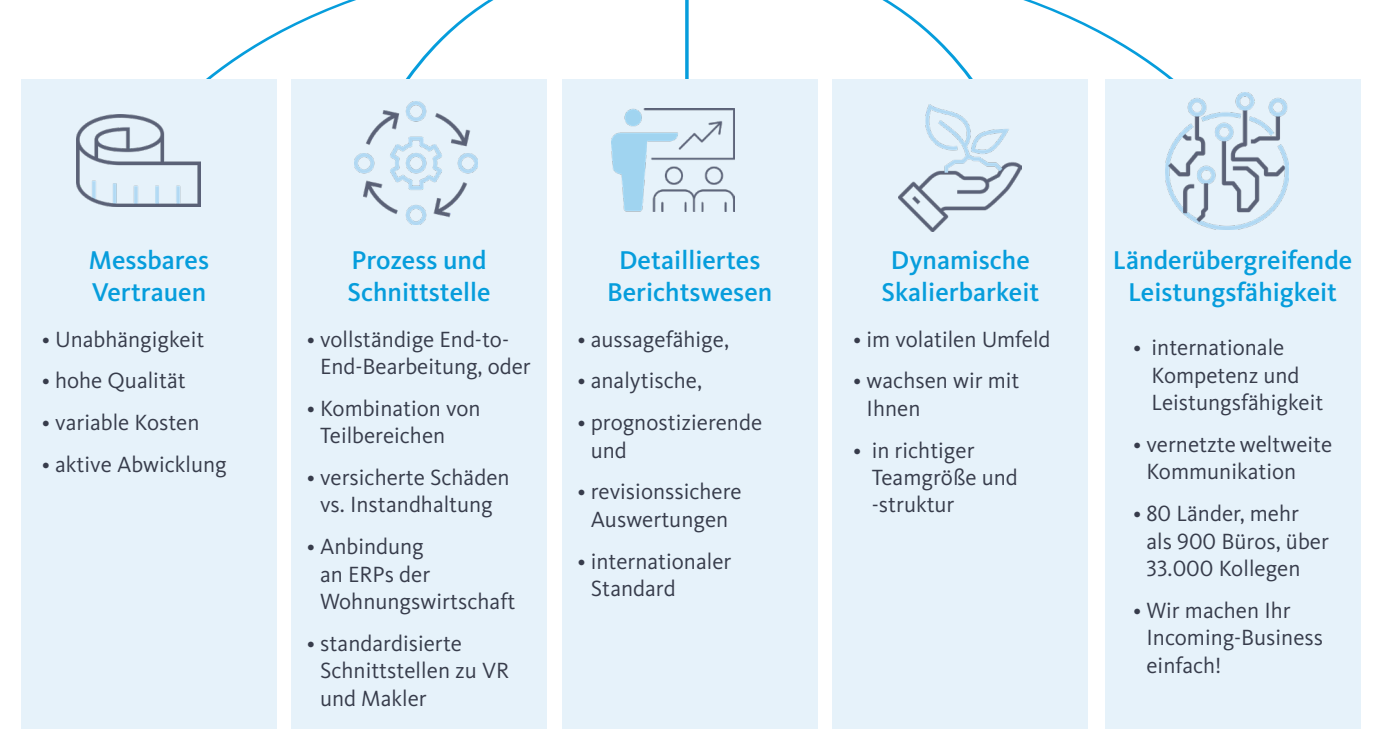 Messbares
Vertrauen
• Unabhängigkeit
• hohe Qualität
• variable Kosten
• aktive Abwicklung
Prozess und
Schnittstelle
• vollständige End-to-
End-Bearbeitung, oder
• Kombination von
Teilbereichen
• versicherte Schäden
vs. Instandhaltung
• Anbindung
an ERPs der
Wohnungswirtschaft
• standardisierte
Schnittstellen zu VR
und Makler
Detailliertes
Berichtswesen
• aussagefähige,
• analytische,
• prognostizierende
und
• revisionssichere
Auswertungen
• internationaler
Standard
Dynamische
Skalierbarkeit
• im volatilen Umfeld
• wachsen wir mit
Ihnen
• in richtiger
Teamgröße und
-struktur
Länderübergreifende
Leistungsfähigkeit
• internationale
Kompetenz und
Leistungsfähigkeit
• vernetzte weltweite
Kommunikation
• 80 Länder, mehr
als 900 Büros, über
33.000 Kollegen
• Wir machen Ihr
Incoming-Business
einfach!